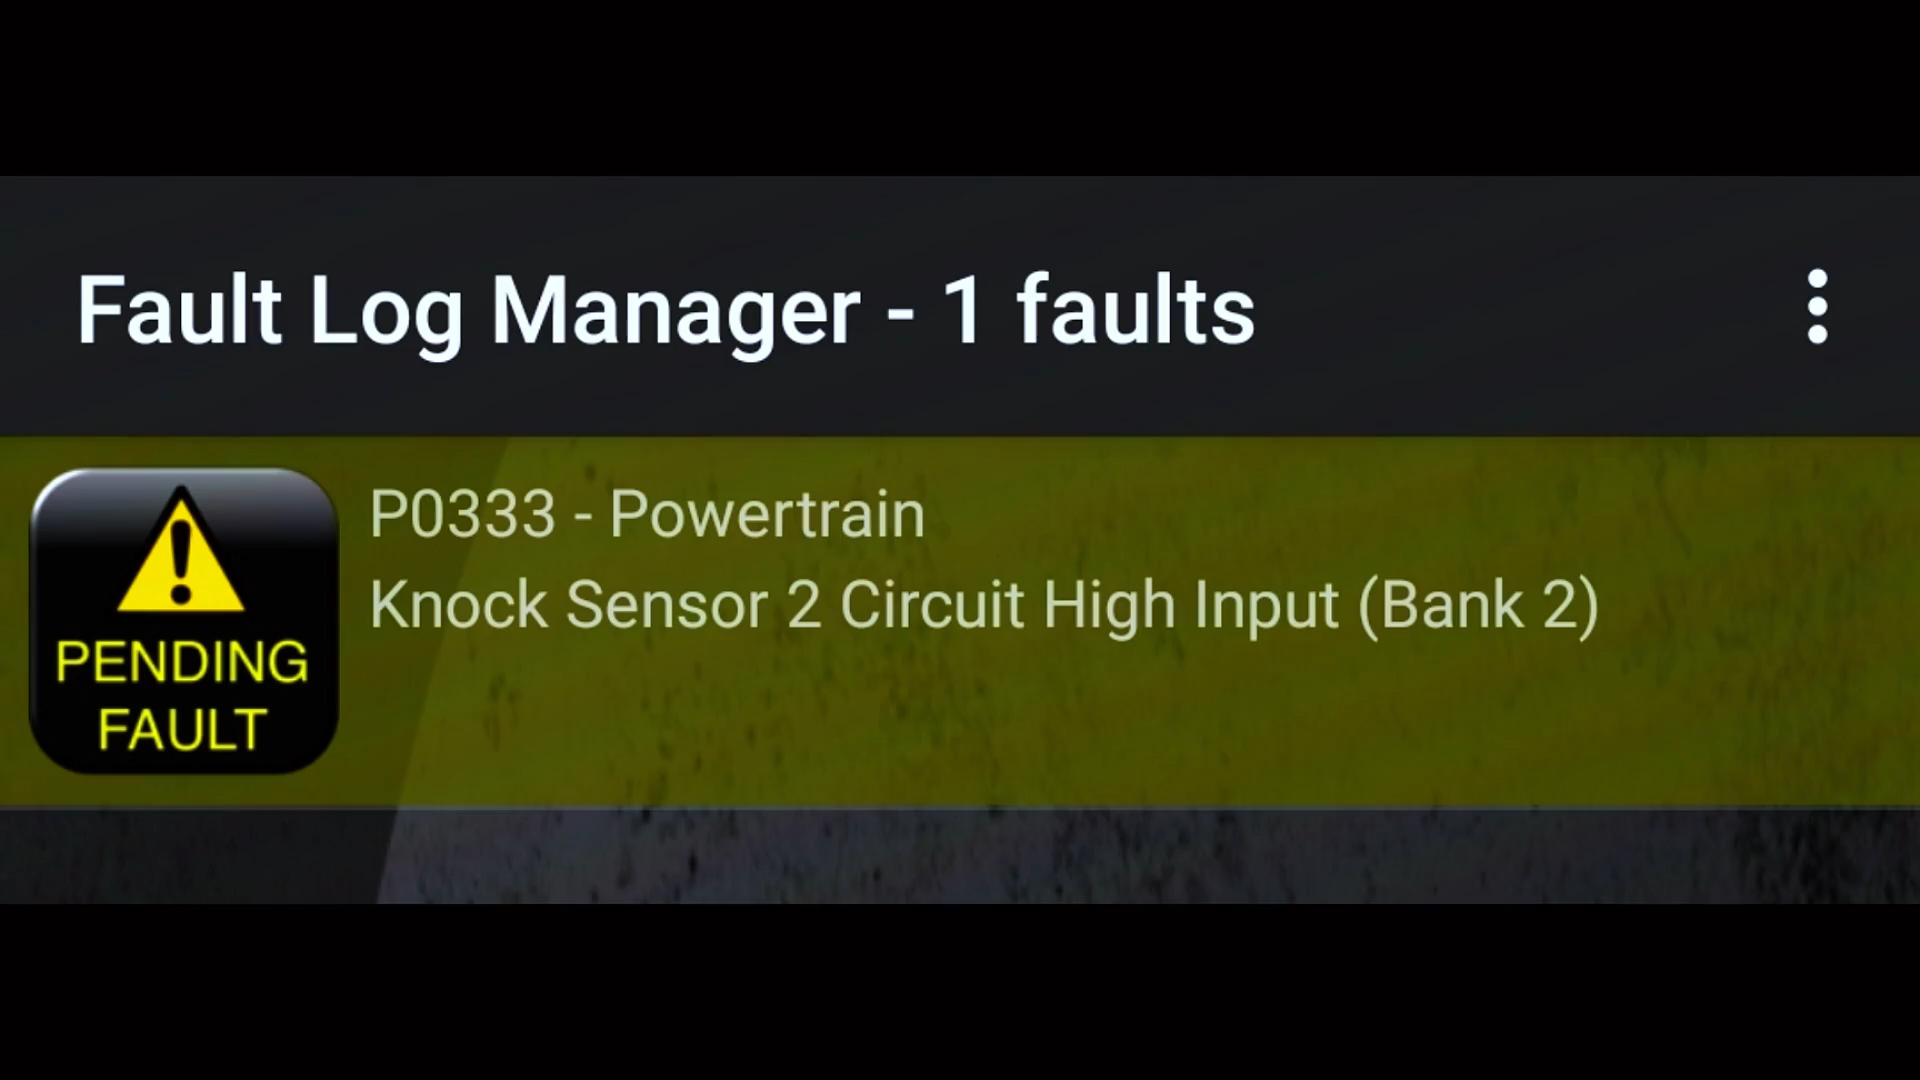 Fault Log Manager - 1 faults
P0333 - Powertrain
Knock Sensor 2 Circuit High Input (Bank 2)
PENDING
FAULT